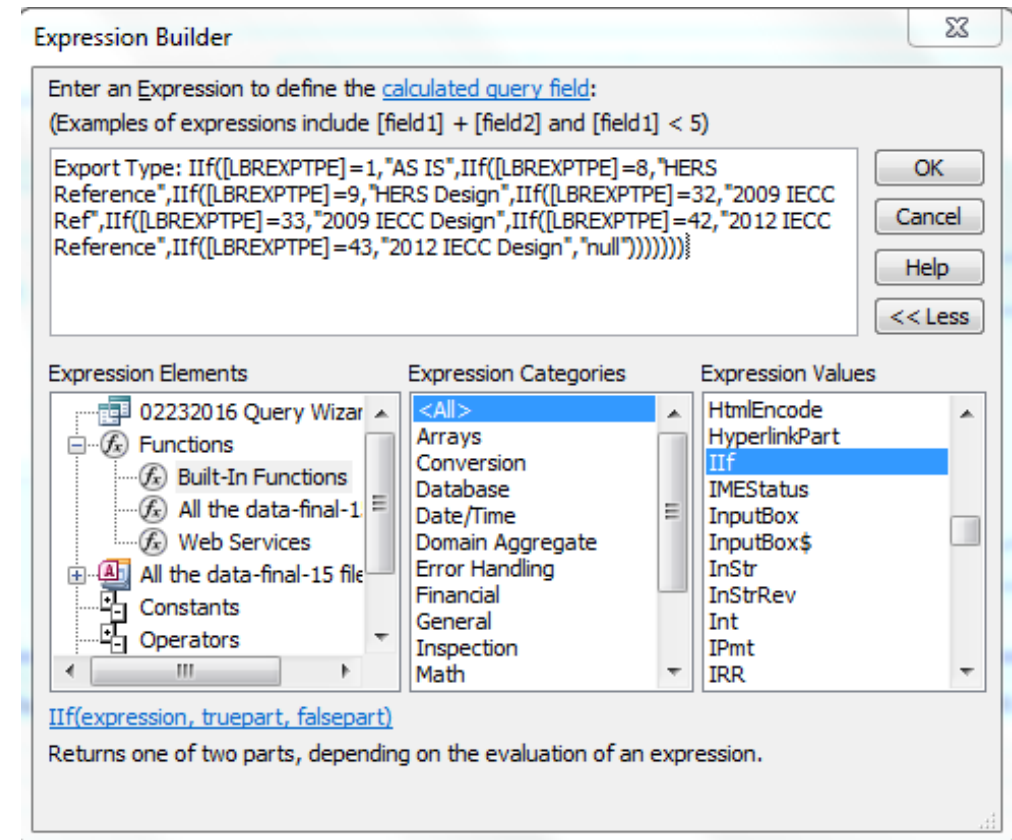 Expression Builder
Enter an Expression to define the calculated query field:
(Examples of expressions include [field1] + [field2] and [field1] < 5)
Export Type: IIf([LBREXPTPE]=1,"AS IS",IIf([LBREXPTPE]=8,"HERS
Reference",IIf([LBREXPTPE]=9,"HERS Design",IIf([LBREXPTPE]=32,"2009 IECC
Ref",IIf([LBREXPTPE]=33,"2009 IECC Design",IIf([LBREXPTPE]=42,"2012 IECC
Reference",IIf([LBREXPTPE]=43,"2012 IECC Design","null")))))))
OK
Cancel
Help
<< Less
Expression Elements
02232016 Query Wizar
Functions
Built-In Functions
All the data-final-1
Web Services
All the data-final-15 file
Constants
Operators
Expression Categories
<All>
Arrays
Conversion
Database
Date/Time
Domain Aggregate
Error Handling
Financial
General
Inspection
Math
Expression Values
HtmlEncode
HyperlinkPart
IIf
IMEStatus
InputBox
InputBox$
InStr
InStrRev
Int
IPmt
IRR
IIf(expression, truepart, falsepart)
Returns one of two parts, depending on the evaluation of an expression.